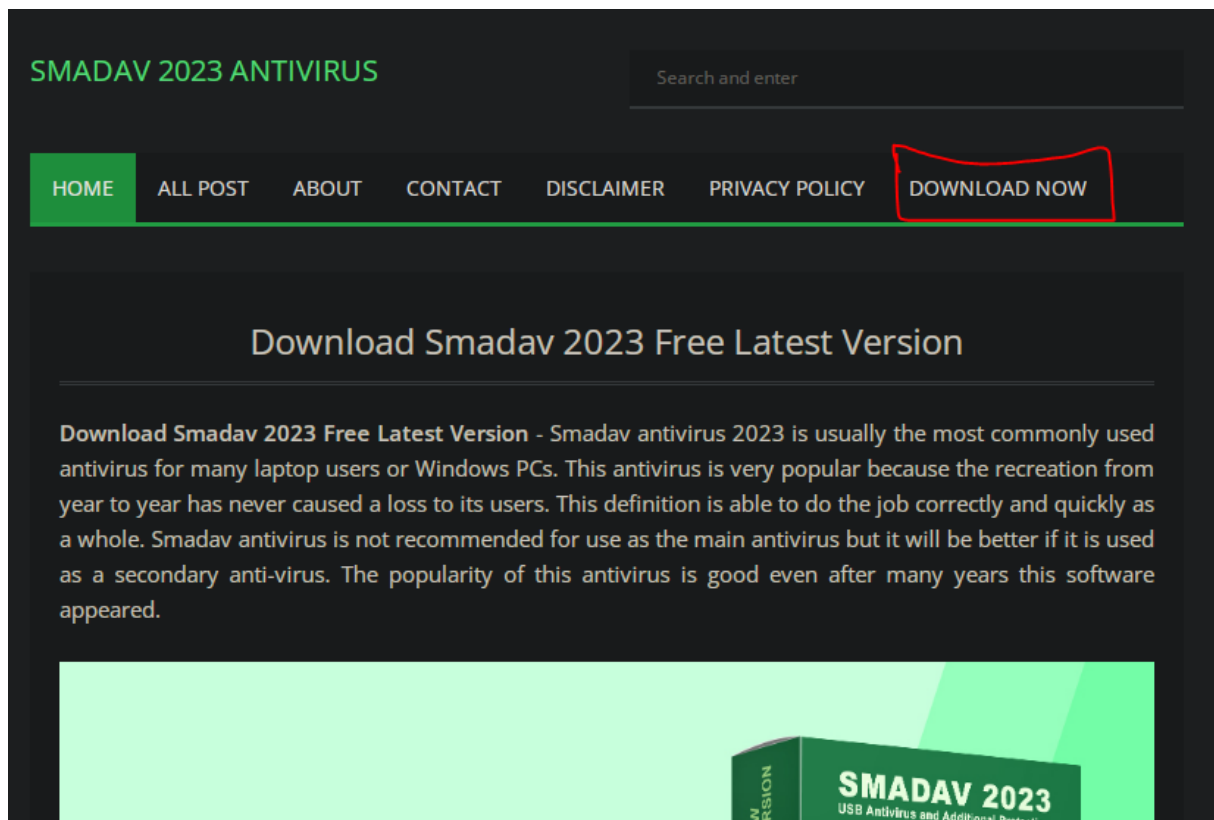 SMADAV 2023 ANTIVIRUS
Search and enter
HOME ALL POST ABOUT CONTACT DISCLAIMER PRIVACY POLICY DOWNLOAD NOW
Download Smadav 2023 Free Latest Version
Download Smadav 2023 Free Latest Version - Smadav antivirus 2023 is usually the most commonly used
antivirus for many laptop users or Windows PCs. This antivirus is very popular because the recreation from
year to year has never caused a loss to its users. This definition is able to do the job correctly and quickly as
a whole. Smadav antivirus is not recommended for use as the main antivirus but it will be better if it is used
as a secondary anti-virus. The popularity of this antivirus is good even after many years this software
appeared.
SMADAV 2023
USB Antivirus and Additional